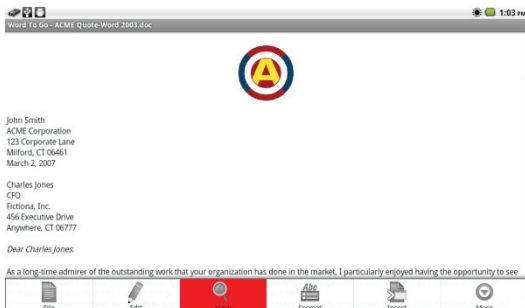 1:03 PM
Word To Go - ACME Quote-Word 2003.doc
A
John Smith
ACME Corporation
123 Corporate Lane
Milford, CT 06461
March 2, 2007
Charles Jones
CFO
Fictiona, Inc.
456 Executive Drive
Anywhere, CT 06777
Dear Charles Jones:
As a long-time admirer of the outstanding work that your organization has done in the market, I particularly enjoyed having the opportunity to see
Abc
File Edit View Format Insert More